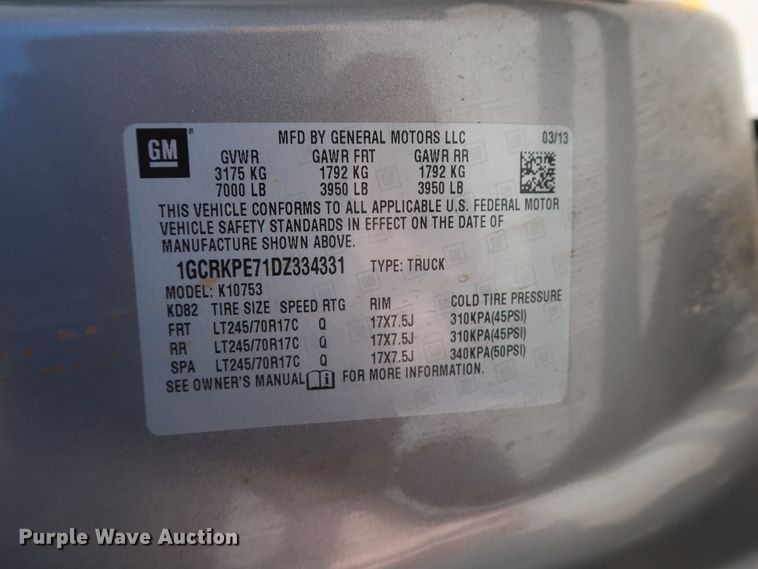 GM
MFD BY GENERAL MOTORS LLC 03/13
GVWR GAWR FRT GAWR RR
3175 KG 1792 KG 1792 KG
7000 LB 3950 LB 3950 LB
THIS VEHICLE CONFORMS TO ALL APPLICABLE U.S. FEDERAL MOTOR
VEHICLE SAFETY STANDARDS IN EFFECT ON THE DATE OF
MANUFACTURE SHOWN ABOVE.
1GCRKPE71DZ334331 TYPE: TRUCK
MODEL: K10753
KD82 TIRE SIZE SPEED RTG RIM COLD TIRE PRESSURE
FRT LT245/70R17C Q 17X7.5J 310KPA(45PSI)
RR LT245/70R17C Q 17X7.5J 310KPA(45PSI)
SPA LT245/70R17C Q 17X7.5J 340KPA(50PSI)
SEE OWNER'S MANUAL FOR MORE INFORMATION.
Purple Wave Auction®